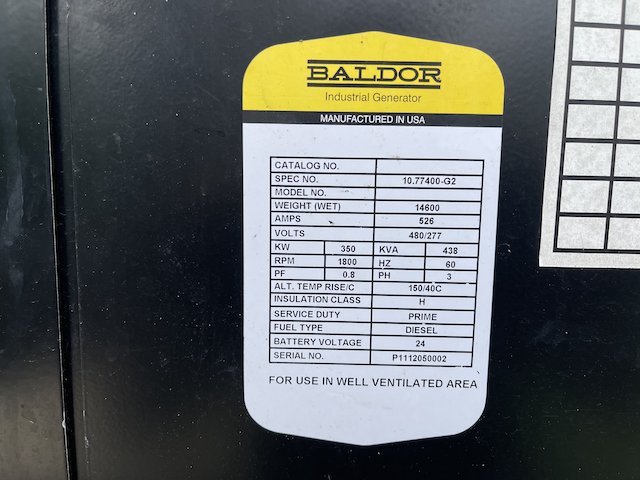 BALDOR
Industrial Generator
MANUFACTURED IN USA
CATALOG NO.
SPEC NO. 10.77400-G2
MODEL NO.
WEIGHT (WET) 14600
AMPS 526
VOLTS 480/277
KW 350 KVA 438
RPM 1800 HZ 60
PF 0.8 PH 3
ALT. TEMP RISE/C 150/40C
INSULATION CLASS H
SERVICE DUTY PRIME
FUEL TYPE DIESEL
BATTERY VOLTAGE 24
SERIAL NO. P1112050002
FOR USE IN WELL VENTILATED AREA